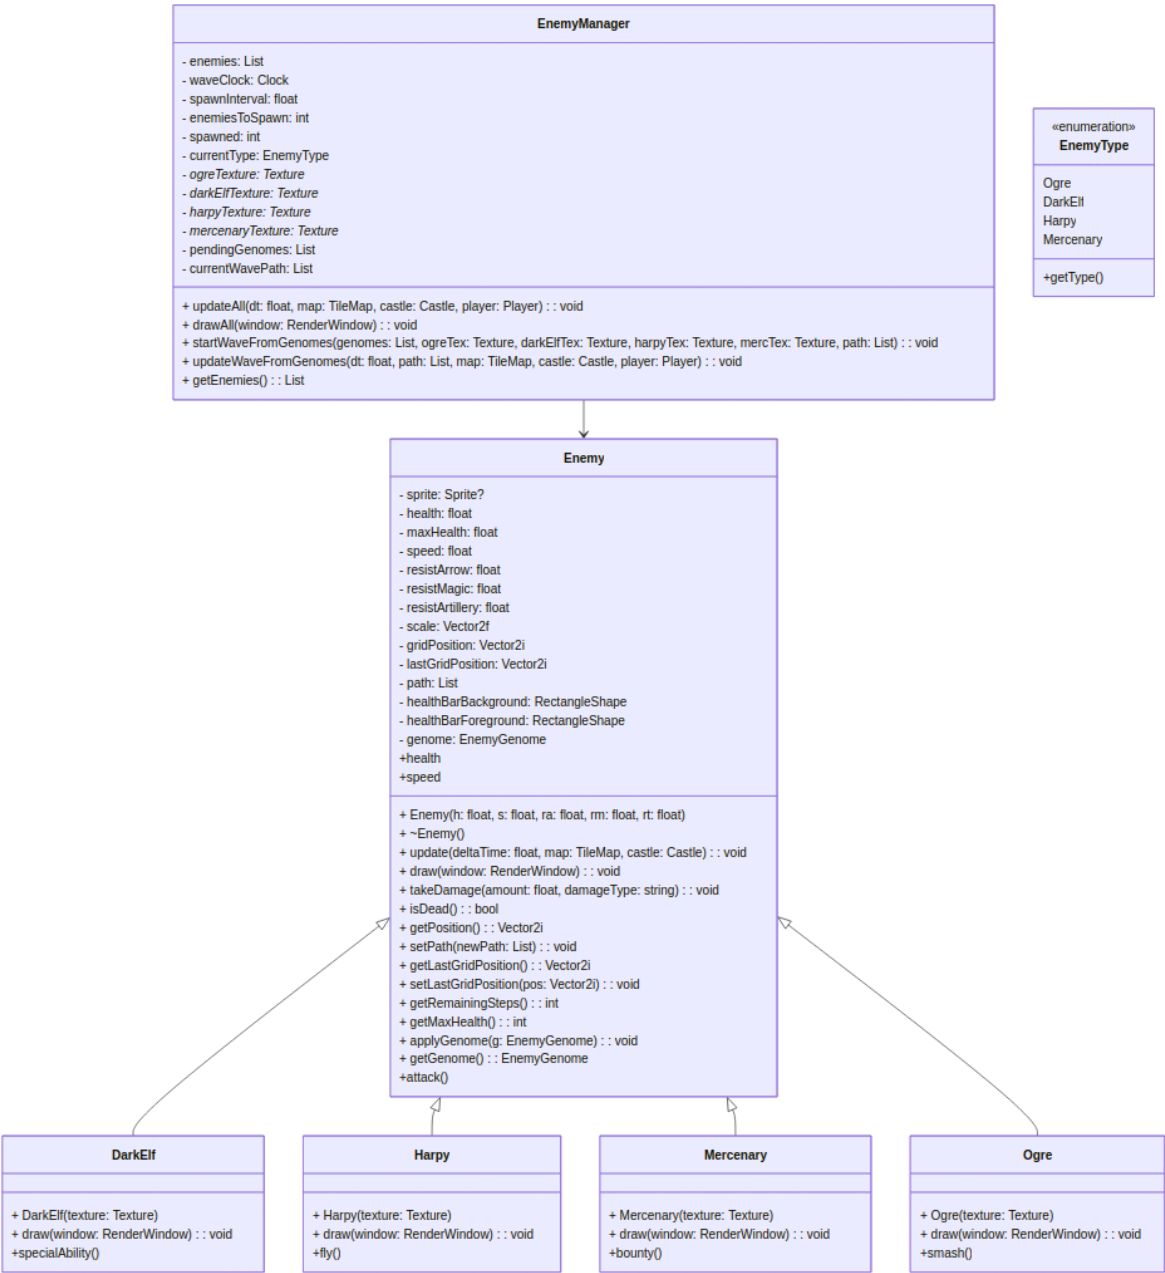 EnemyManager
- enemies: List
- waveClock: Clock
- spawnInterval: float
- enemiesToSpawn: int
- spawned: int
- currentType: EnemyType
- ogreTexture: Texture
- darkElfTexture: Texture
- harpyTexture: Texture
- mercenaryTexture: Texture
- pendingGenomes: List
- currentWavePath: List
+ updateAll(dt: float, map: TileMap, castle: Castle, player: Player) : : void
+ drawAll(window: RenderWindow) : : void
+ startWaveFromGenomes(genomes: List, ogreTex: Texture, darkElfTex: Texture, harpyTex: Texture, mercTex: Texture, path: List) : : void
+ updateWaveFromGenomes(dt: float, path: List, map: TileMap, castle: Castle, player: Player) : : void
+ getEnemies() : : List
«enumeration»
EnemyType
Ogre
DarkElf
Harpy
Mercenary
+getType()
Enemy
- sprite: Sprite?
- health: float
- maxHealth: float
- speed: float
- resistArrow: float
- resistMagic: float
- resistArtillery: float
- scale: Vector2f
- gridPosition: Vector2i
- lastGridPosition: Vector2i
- path: List
- healthBarBackground: RectangleShape
- healthBarForeground: RectangleShape
- genome: EnemyGenome
+health
+speed
+ Enemy(h: float, s: float, ra: float, rm: float, rt: float)
+ ~Enemy()
+ update(deltaTime: float, map: TileMap, castle: Castle) : : void
+ draw(window: RenderWindow) : : void
+ takeDamage(amount: float, damageType: string) : : void
+ isDead() : : bool
+ getPosition() : : Vector2i
+ setPath(newPath: List) : : void
+ getLastGridPosition() : : Vector2i
+ setLastGridPosition(pos: Vector2i) : : void
+ getRemainingSteps() : : int
+ getMaxHealth() : : int
+ applyGenome(g: EnemyGenome) : : void
+ getGenome() : : EnemyGenome
+attack()
DarkElf
+ DarkElf(texture: Texture)
+ draw(window: RenderWindow) : : void
+specialAbility()
Harpy
+ Harpy(texture: Texture)
+ draw(window: RenderWindow) : : void
+fly()
Mercenary
+ Mercenary(texture: Texture)
+ draw(window: RenderWindow) : : void
+bounty()
Ogre
+ Ogre(texture: Texture)
+ draw(window: RenderWindow) : : void
+smash()